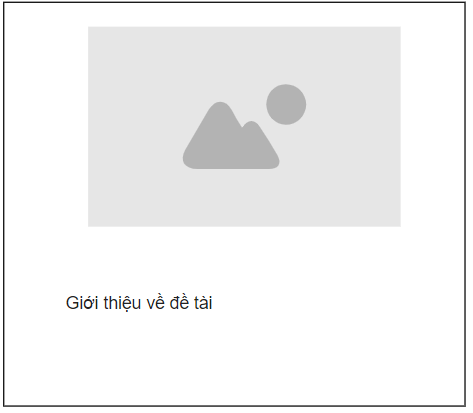 Giới thiệu về đề tài